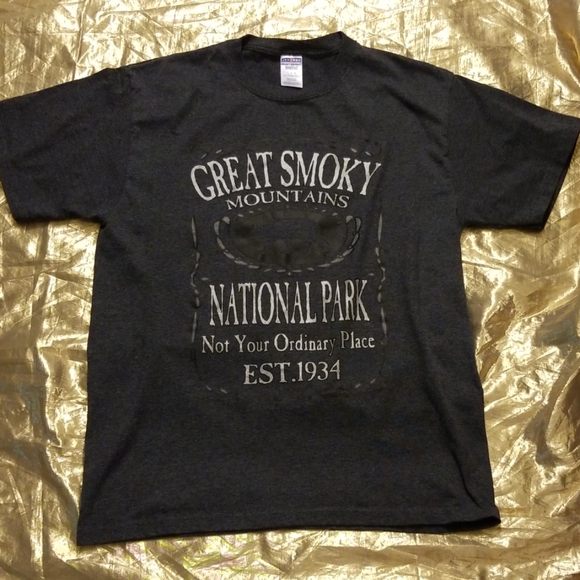 GREAT SMOKY
MOUNTAINS
NATIONAL PARK
Not Your Ordinary Place
EST.1934